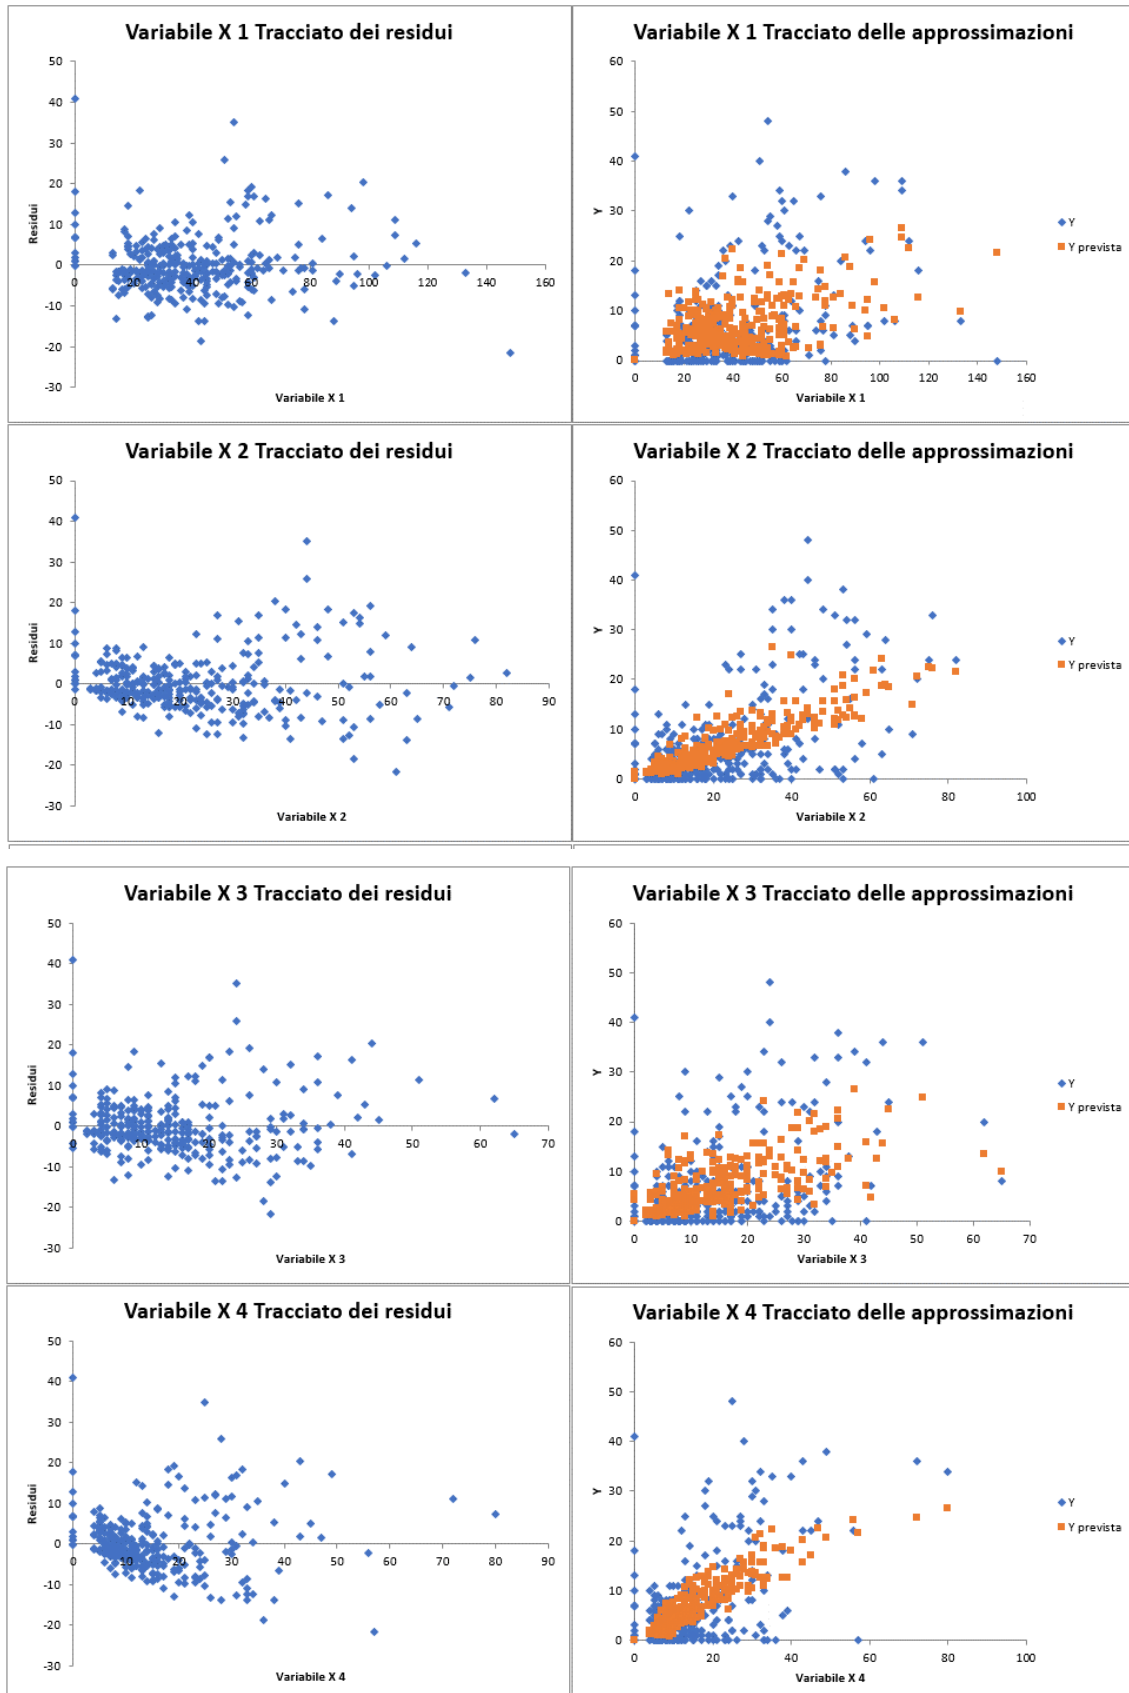 Variabile X 1 Tracciato dei residui
50
40
30
20
10
0
-10
-20
-30
0 20 40 60 80 100 120 140 160
Residui
Variabile X 1
Variabile X 1 Tracciato delle approssimazioni
60
50
40
30
20
10
0
0 20 40 60 80 100 120 140 160
Y
Variabile X 1
Y
Y prevista
Variabile X 2 Tracciato dei residui
50
40
30
20
10
0
-10
-20
-30
0 10 20 30 40 50 60 70 80 90
Residui
Variabile X 2
Variabile X 2 Tracciato delle approssimazioni
60
50
40
30
20
10
0
0 20 40 60 80 100
Y
Variabile X 2
Y
Y prevista
Variabile X 3 Tracciato dei residui
50
40
30
20
10
0
-10
-20
-30
0 10 20 30 40 50 60 70
Residui
Variabile X 3
Variabile X 3 Tracciato delle approssimazioni
60
50
40
30
20
10
0
0 10 20 30 40 50 60 70
Y
Variabile X 3
Y
Y prevista
Variabile X 4 Tracciato dei residui
50
40
30
20
10
0
-10
-20
-30
0 10 20 30 40 50 60 70 80 90
Residui
Variabile X 4
Variabile X 4 Tracciato delle approssimazioni
60
50
40
30
20
10
0
0 20 40 60 80 100
Y
Variabile X 4
Y
Y prevista